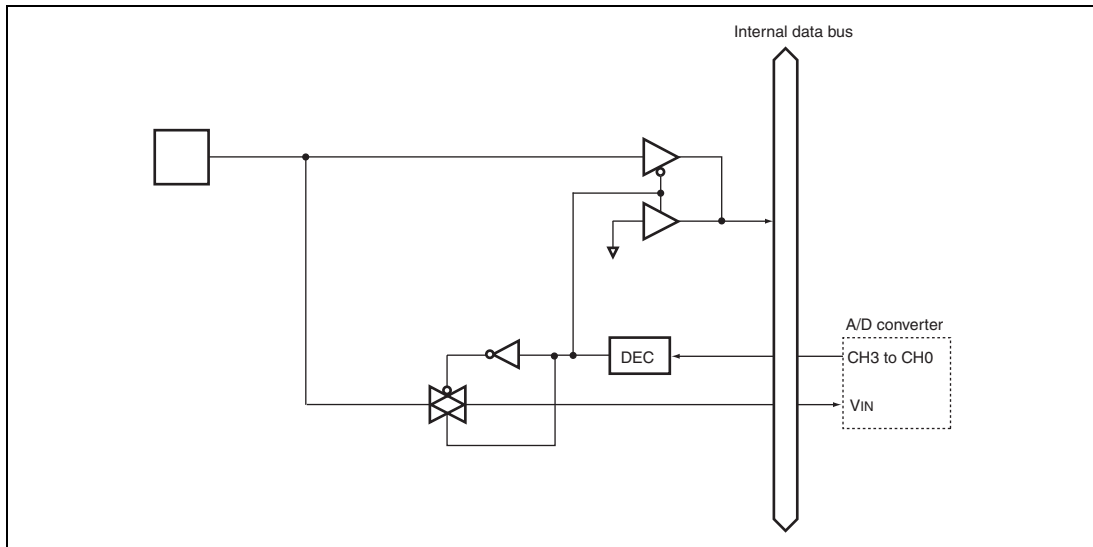 Internal data bus
A/D converter
DEC
CH3 to CH0
VIN